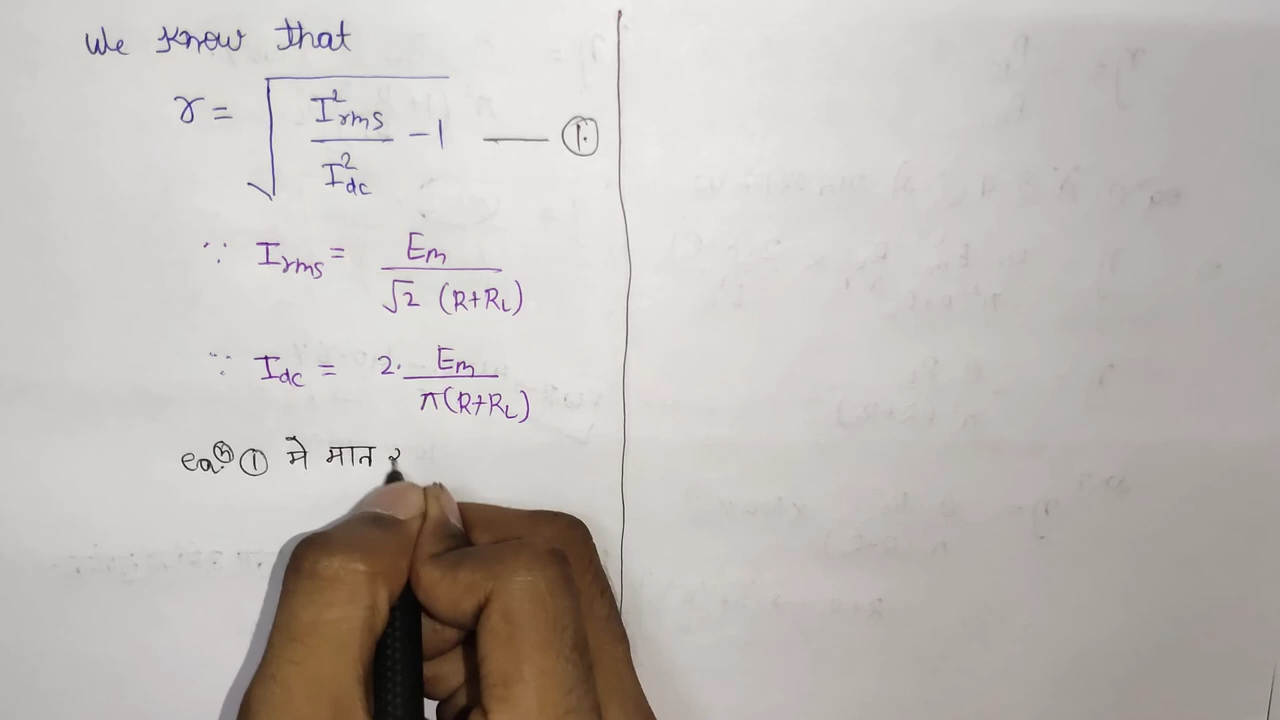 We know that
γ = √(I²rms / I²dc − 1) —— ①
∵ Irms = Em / √2 (R+RL)
∵ Idc = 2. Em / π(R+RL)
eqn ① मे मान